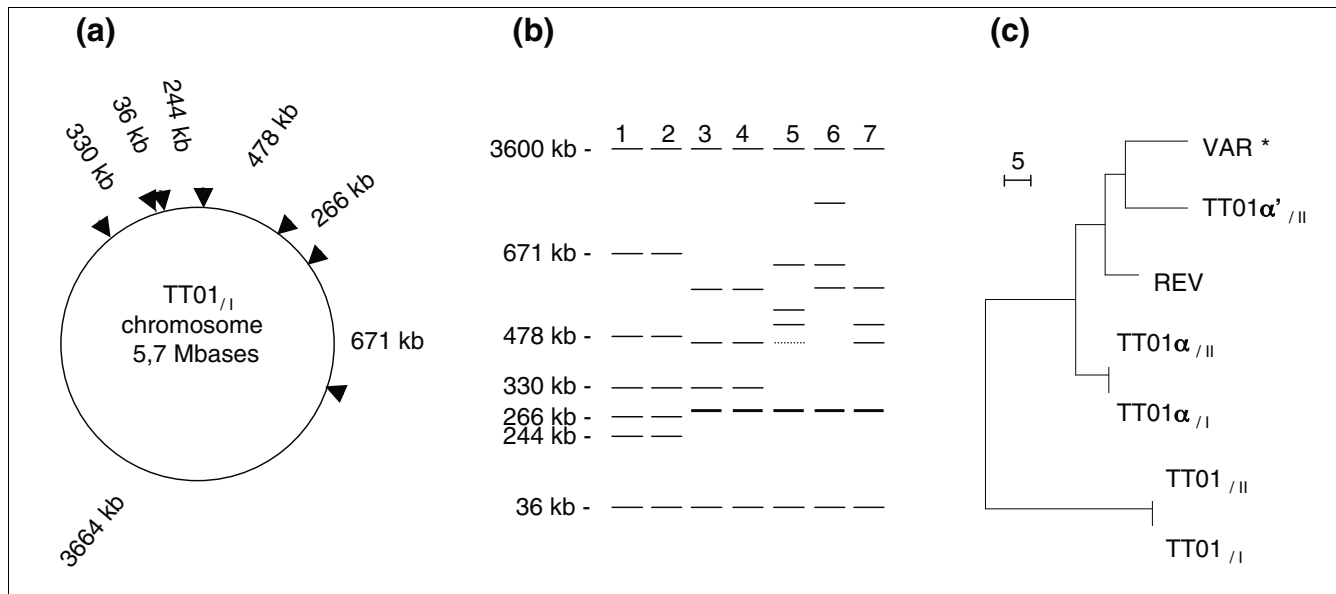 (a)
244 kb
36 kb
330 kb
478 kb
266 kb
671 kb
3664 kb
TT01/I
chromosome
5,7 Mbases
(b)
1 2 3 4 5 6 7
3600 kb -
671 kb -
478 kb -
330 kb -
266 kb -
244 kb -
36 kb -
(c)
5
VAR *
TT01α’/II
REV
TT01α/II
TT01α/I
TT01/II
TT01/I